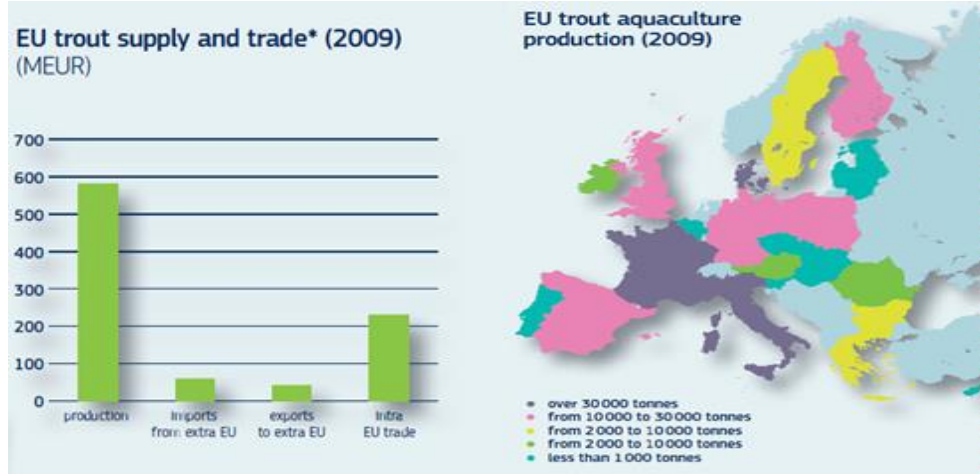 EU trout supply and trade* (2009)
(MEUR)
700
600
500
400
300
200
100
0
production
imports
from extra EU
exports
to extra EU
Intra
EU trade
EU trout aquaculture
production (2009)
over 30 000 tonnes
from 10 000 to 30 000 tonnes
from 2 000 to 10 000 tonnes
from 2 000 to 10 000 tonnes
less than 1 000 tonnes